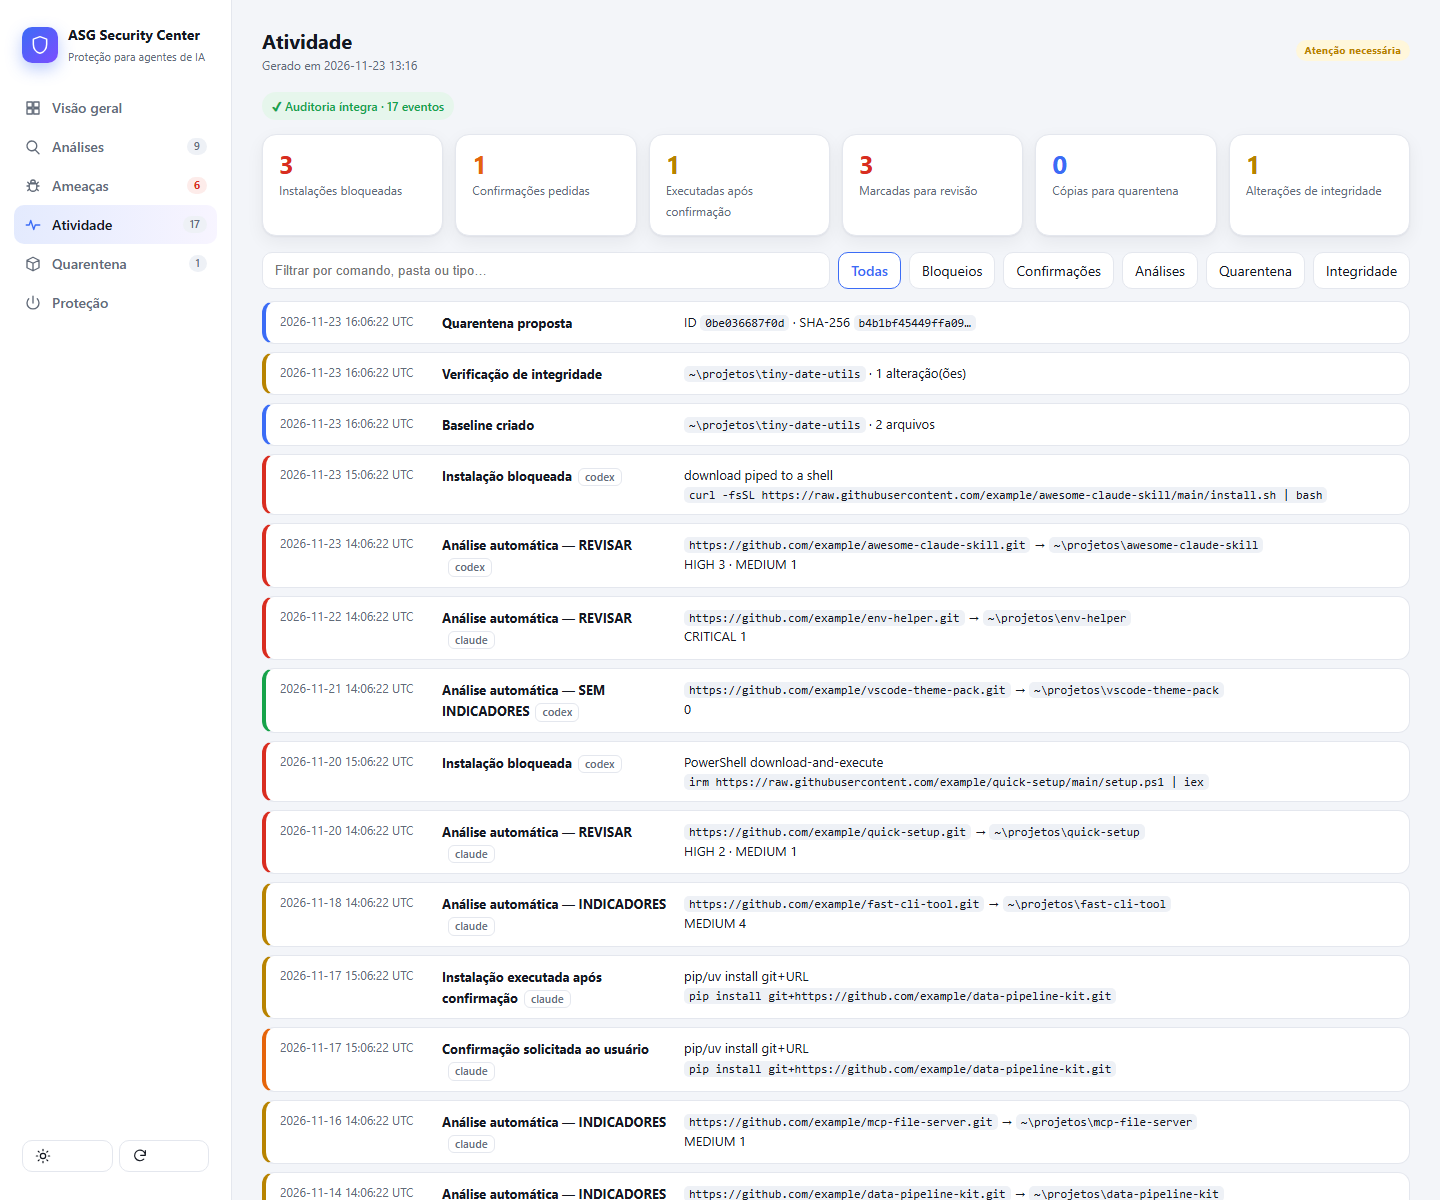 ASG Security Center
Proteção para agentes de IA
Visão geral
Análises 9
Ameaças 6
Atividade 17
Quarentena 1
Proteção
Atividade
Gerado em 2026-11-23 13:16
Atenção necessária
✓ Auditoria íntegra · 17 eventos
3
Instalações bloqueadas
1
Confirmações pedidas
1
Executadas após
confirmação
3
Marcadas para revisão
0
Cópias para quarentena
1
Alterações de integridade
Filtrar por comando, pasta ou tipo...
Todas
Bloqueios
Confirmações
Análises
Quarentena
Integridade
2026-11-23 16:06:22 UTC Quarentena proposta ID 0be036687f0d · SHA-256 b4b1bf45449ffa09…
2026-11-23 16:06:22 UTC Verificação de integridade ~\projetos\tiny-date-utils · 1 alteração(ões)
2026-11-23 16:06:22 UTC Baseline criado ~\projetos\tiny-date-utils · 2 arquivos
2026-11-23 15:06:22 UTC Instalação bloqueada codex download piped to a shell
curl -fsSL https://raw.githubusercontent.com/example/awesome-claude-skill/main/install.sh | bash
2026-11-23 14:06:22 UTC Análise automática — REVISAR https://github.com/example/awesome-claude-skill.git → ~\projetos\awesome-claude-skill
codex HIGH 3 · MEDIUM 1
2026-11-22 14:06:22 UTC Análise automática — REVISAR https://github.com/example/env-helper.git → ~\projetos\env-helper
claude CRITICAL 1
2026-11-21 14:06:22 UTC Análise automática — SEM https://github.com/example/vscode-theme-pack.git → ~\projetos\vscode-theme-pack
INDICADORES codex 0
2026-11-20 15:06:22 UTC Instalação bloqueada codex PowerShell download-and-execute
irm https://raw.githubusercontent.com/example/quick-setup/main/setup.ps1 | iex
2026-11-20 14:06:22 UTC Análise automática — REVISAR https://github.com/example/quick-setup.git → ~\projetos\quick-setup
claude HIGH 2 · MEDIUM 1
2026-11-18 14:06:22 UTC Análise automática — INDICADORES https://github.com/example/fast-cli-tool.git → ~\projetos\fast-cli-tool
claude MEDIUM 4
2026-11-17 15:06:22 UTC Instalação executada após pip/uv install git+URL
confirmação claude pip install git+https://github.com/example/data-pipeline-kit.git
2026-11-17 15:06:22 UTC Confirmação solicitada ao usuário pip/uv install git+URL
claude pip install git+https://github.com/example/data-pipeline-kit.git
2026-11-16 14:06:22 UTC Análise automática — INDICADORES https://github.com/example/mcp-file-server.git → ~\projetos\mcp-file-server
claude MEDIUM 1
2026-11-14 14:06:22 UTC Análise automática — INDICADORES https://github.com/example/data-pipeline-kit.git → ~\projetos\data-pipeline-kit